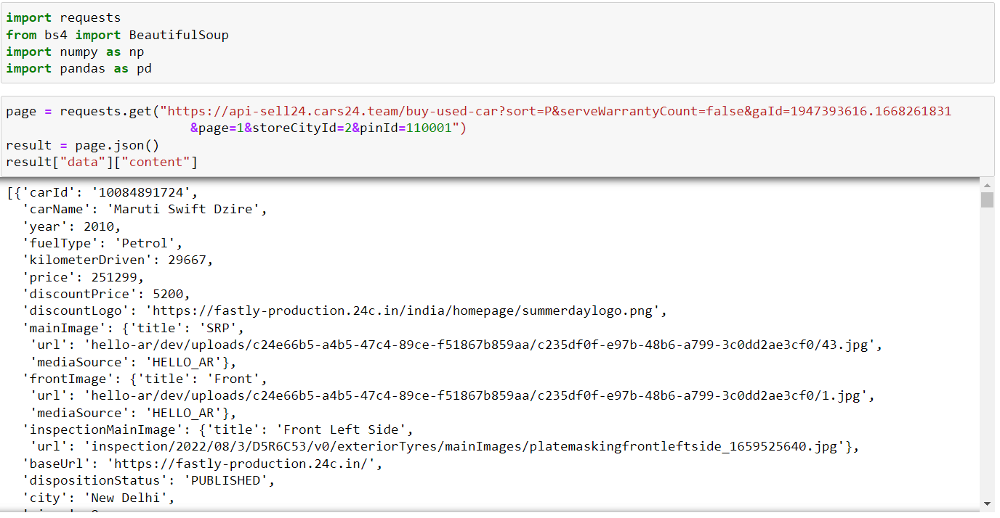 import requests
from bs4 import BeautifulSoup
import numpy as np
import pandas as pd
page = requests.get("https://api-sell24.cars24.team/buy-used-car?sort=P&serveWarrantyCount=false&gaId=1947393616.1668261831
&page=1&storeCityId=2&pinId=110001")
result = page.json()
result["data"]["content"]
[{'carId': '10084891724',
'carName': 'Maruti Swift Dzire',
'year': 2010,
'fuelType': 'Petrol',
'kilometerDriven': 29667,
'price': 251299,
'discountPrice': 5200,
'discountLogo': 'https://fastly-production.24c.in/india/homepage/summerdaylogo.png',
'mainImage': {'title': 'SRP',
'url': 'hello-ar/dev/uploads/c24e66b5-a4b5-47c4-89ce-f51867b859aa/c235df0f-e97b-48b6-a799-3c0dd2ae3cf0/43.jpg',
'mediaSource': 'HELLO_AR'},
'frontImage': {'title': 'Front',
'url': 'hello-ar/dev/uploads/c24e66b5-a4b5-47c4-89ce-f51867b859aa/c235df0f-e97b-48b6-a799-3c0dd2ae3cf0/1.jpg',
'mediaSource': 'HELLO_AR'},
'inspectionMainImage': {'title': 'Front Left Side',
'url': 'inspection/2022/08/3/D5R6C53/v0/exteriorTyres/mainImages/platemaskingfrontleftside_1659525640.jpg'},
'baseUrl': 'https://fastly-production.24c.in/',
'dispositionStatus': 'PUBLISHED',
'city': 'New Delhi',